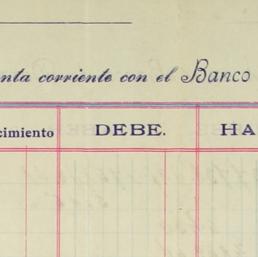 nta corriente con el Banco
cimiento DEBE. HA